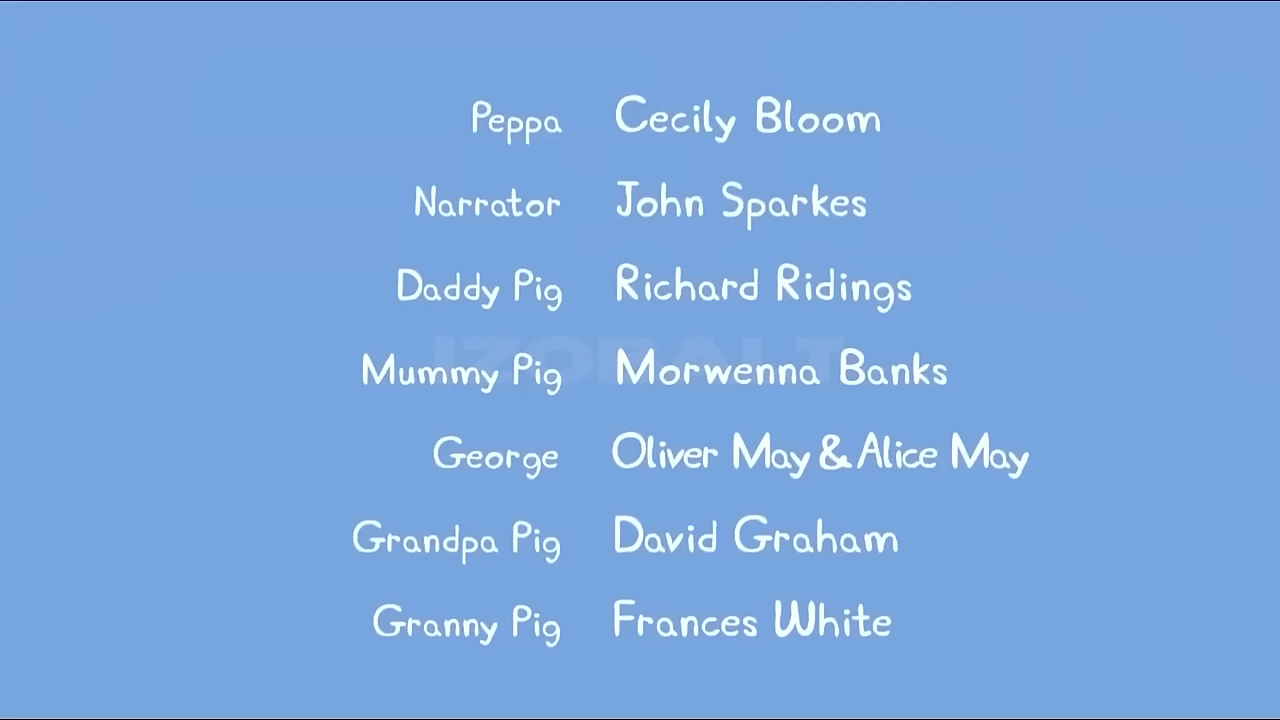 Peppa Cecily Bloom
Narrator John Sparkes
Daddy Pig Richard Ridings
Mummy Pig Morwenna Banks
George Oliver May & Alice May
Grandpa Pig David Graham
Granny Pig Frances White